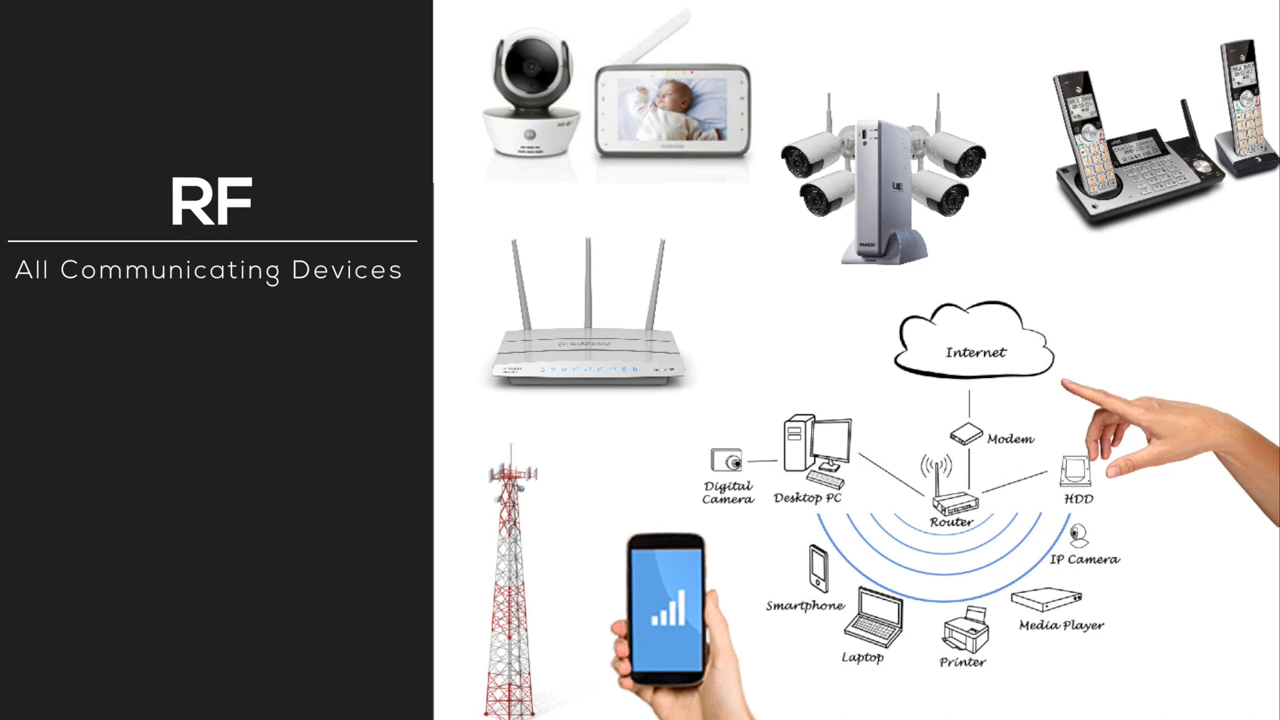 RF
All Communicating Devices
Internet
Modem
Digital
Camera
Desktop PC
Router
HDD
IP Camera
Smartphone
Media Player
Laptop
Printer